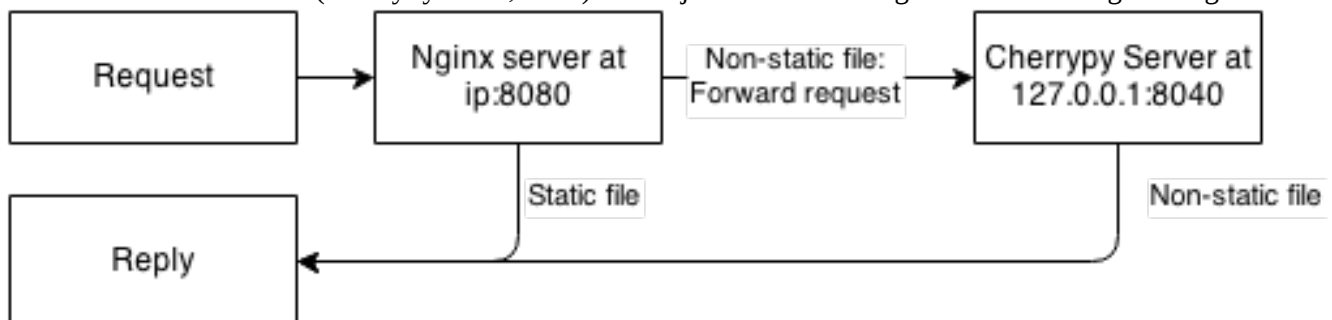 Request
Nginx server at
ip:8080
Non-static file:
Forward request
Cherrypy Server at
127.0.0.1:8040
Static file
Non-static file
Reply